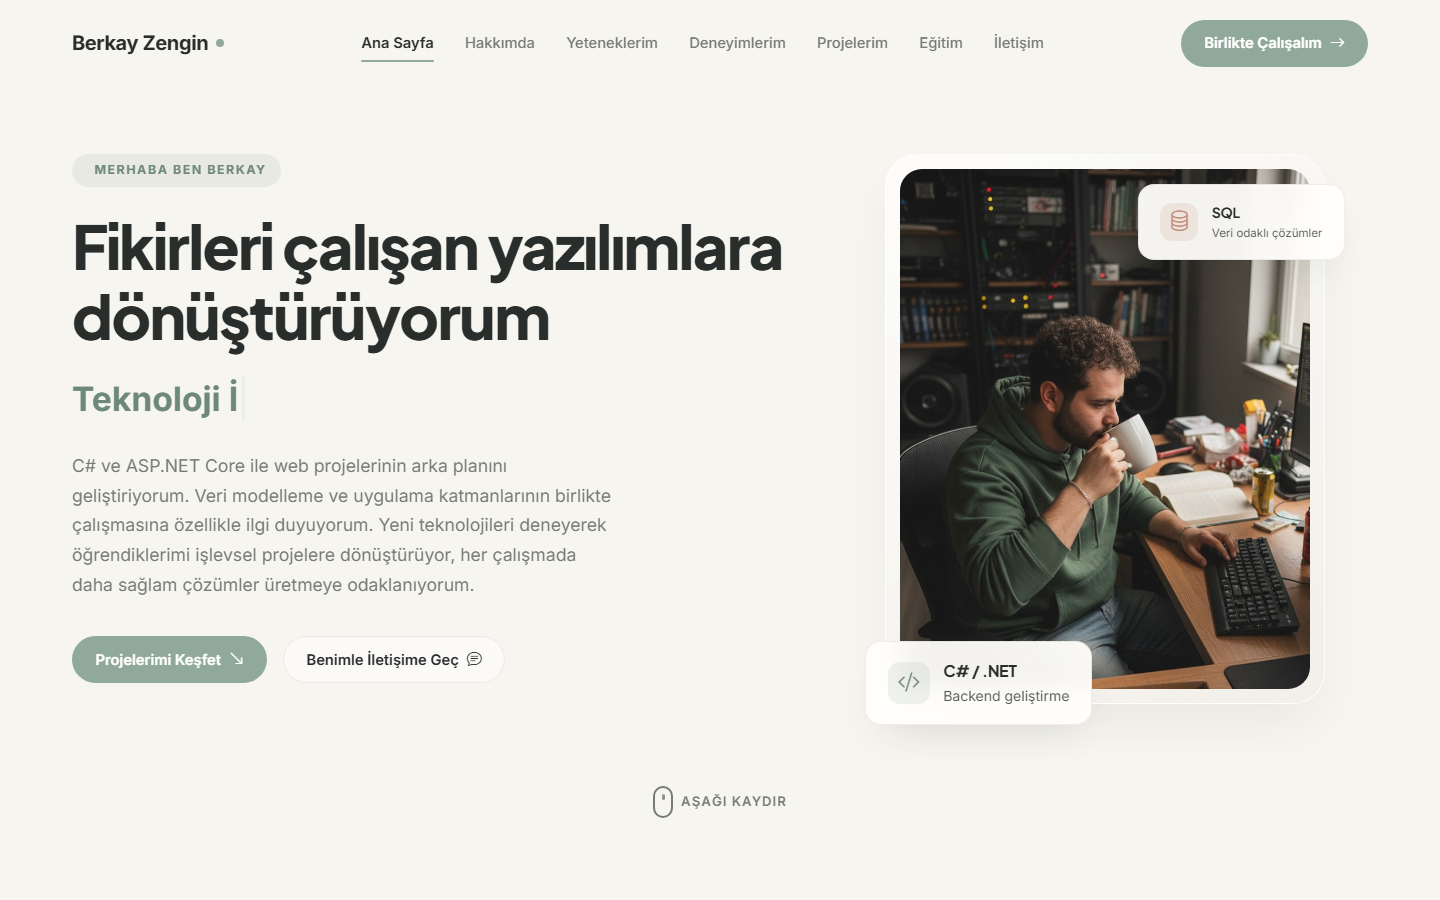 Berkay Zengin
Ana Sayfa
Hakkımda
Yeteneklerim
Deneyimlerim
Projelerim
Eğitim
İletişim
Birlikte Çalışalım
MERHABA BEN BERKAY
Fikirleri çalışan yazılımlara
dönüştürüyorum
Teknoloji İ
C# ve ASP.NET Core ile web projelerinin arka planını
geliştiriyorum. Veri modelleme ve uygulama katmanlarının birlikte
çalışmasına özellikle ilgi duyuyorum. Yeni teknolojileri deneyerek
öğrendiklerimi işlevsel projelere dönüştürüyor, her çalışmada
daha sağlam çözümler üretmeye odaklanıyorum.
Projelerimi Keşfet
Benimle İletişime Geç
SQL
Veri odaklı çözümler
C# / .NET
Backend geliştirme
AŞAĞI KAYDIR